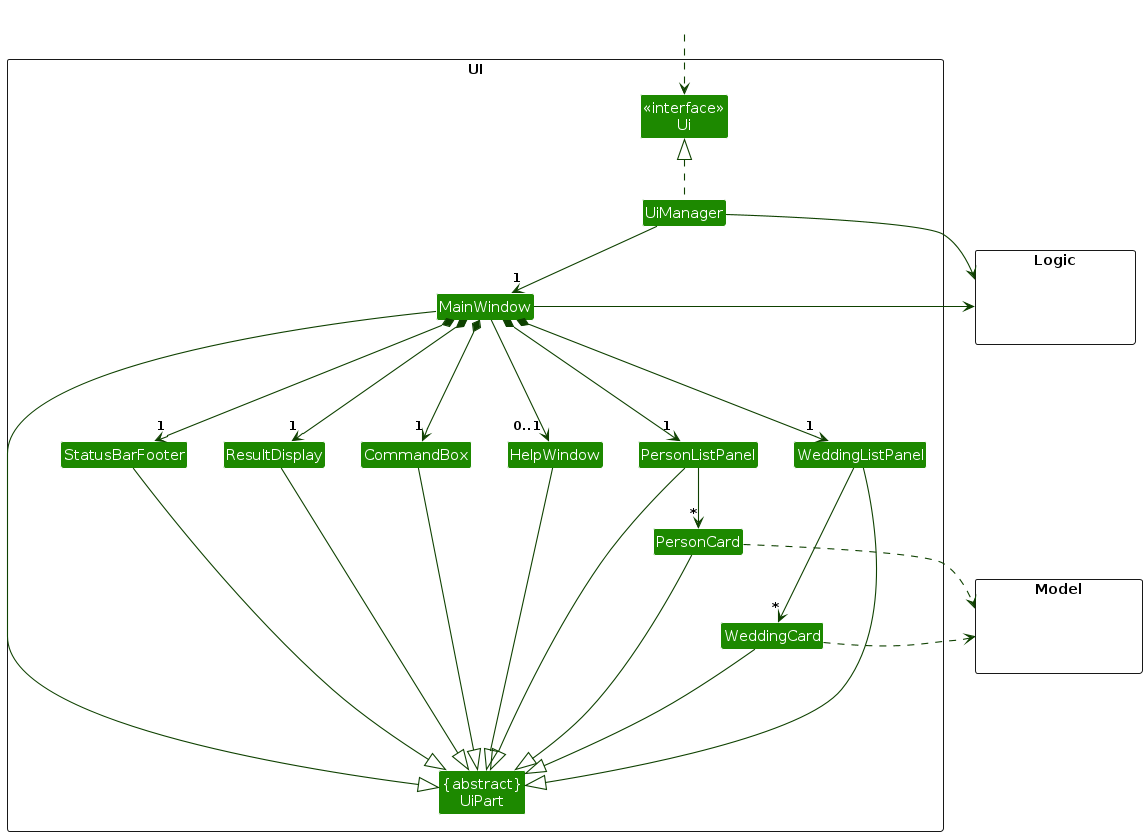 UI
«interface»
Ui
UiManager
Logic
1
MainWindow
1
1
1
0..1
1
1
StatusBarFooter
ResultDisplay
CommandBox
HelpWindow
PersonListPanel
WeddingListPanel
*
PersonCard
Model
*
WeddingCard
{abstract}
UiPart